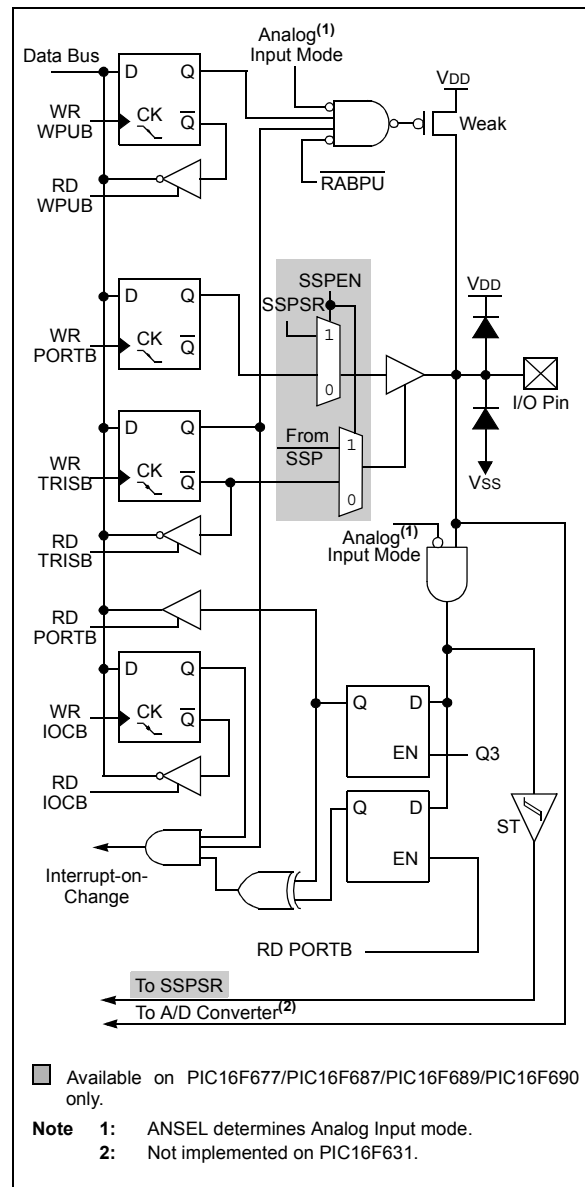 Analog(1)
Input Mode
Data Bus
D Q
VDD
WR
WPUB
CK Q
Weak
RD
WPUB
RABPU
SSPEN
SSPSR
VDD
D Q
WR
PORTB
CK Q
1
0
I/O Pin
D Q
From
SSP
1
0
WR
TRISB
CK Q
VSS
Analog(1)
Input Mode
RD
TRISB
RD
PORTB
D Q
WR
IOCB
CK Q
Q D
EN
Q3
RD
IOCB
Q D
ST
EN
Interrupt-on-
Change
RD PORTB
To SSPSR
To A/D Converter(2)
Available on PIC16F677/PIC16F687/PIC16F689/PIC16F690
only.
Note 1: ANSEL determines Analog Input mode.
2: Not implemented on PIC16F631.